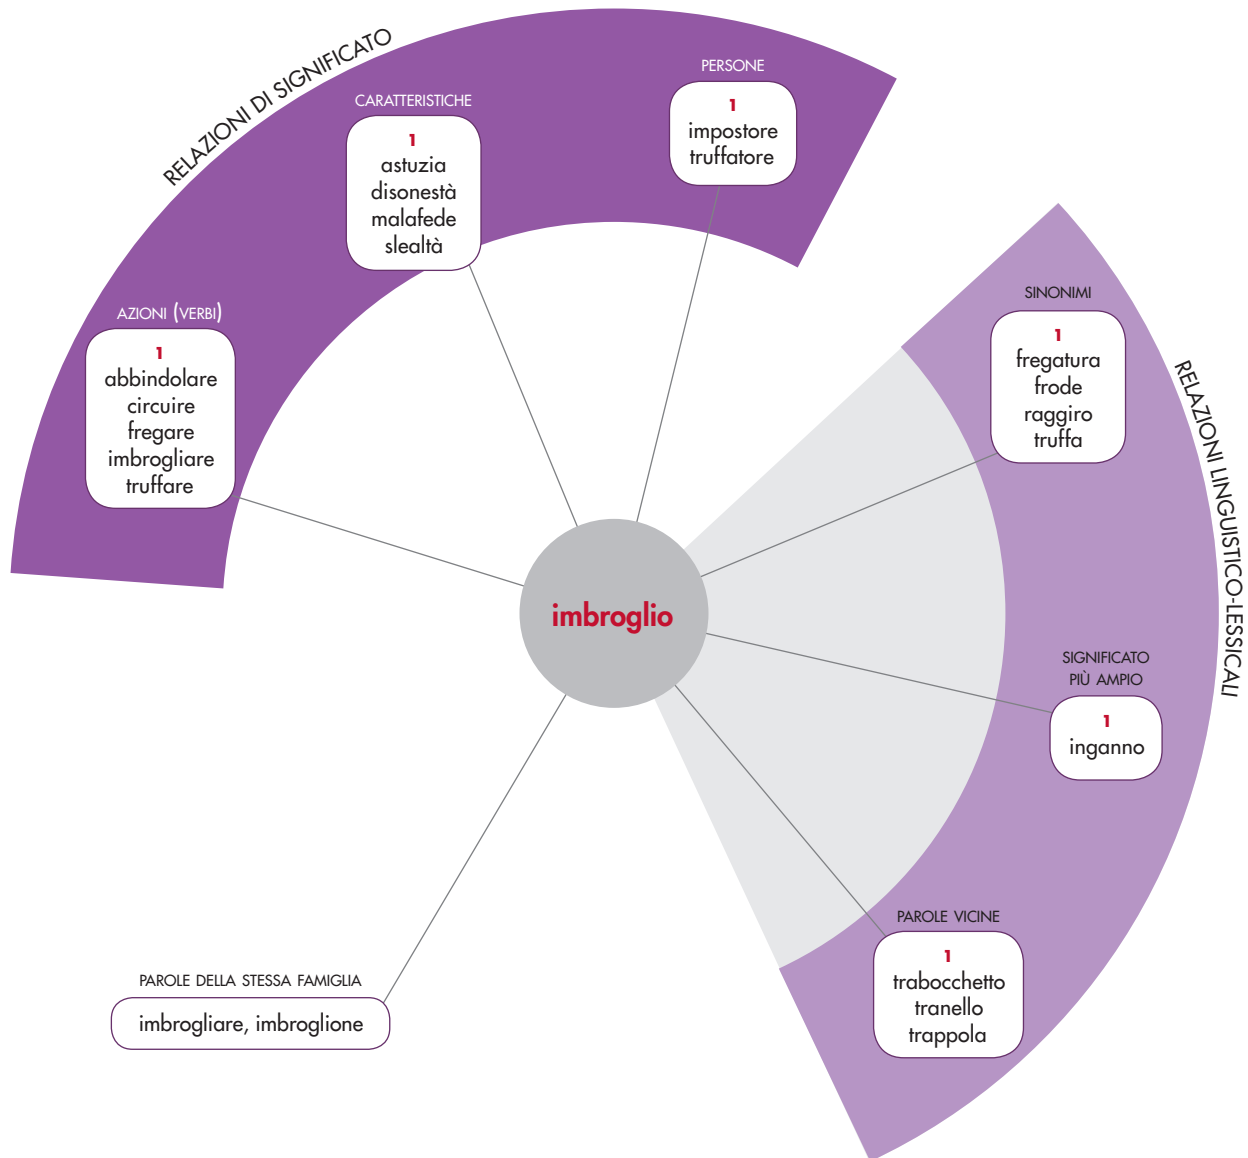 RELAZIONI DI SIGNIFICATO
PERSONE
1
impostore
truffatore
CARATTERISTICHE
1
astuzia
disonestà
malafede
slealtà
AZIONI (VERBI)
1
abbindolare
circuire
fregare
imbrogliare
truffare
RELAZIONI LINGUISTICO-LESSICALI
SINONIMI
1
fregatura
frode
raggiro
truffa
imbroglio
SIGNIFICATO
PIÙ AMPIO
1
inganno
PAROLE VICINE
1
trabocchetto
tranello
trappola
PAROLE DELLA STESSA FAMIGLIA
imbrogliare, imbroglione